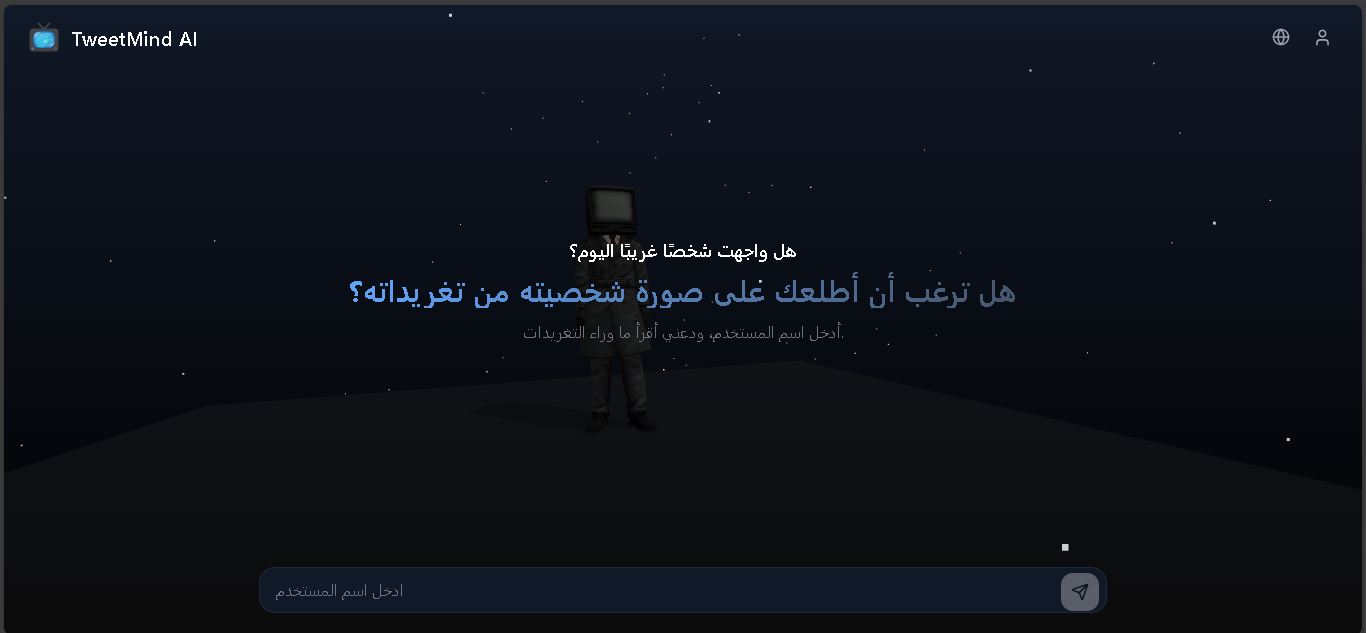 TweetMind AI
هل واجهت شخصًا غريبًا اليوم؟
هل ترغب أن أطلعك على صورة شخصيته من تغريداته؟
أدخل اسم المستخدم، ودعني أقرأ ما وراء التغريدات.
ادخل اسم المستخدم